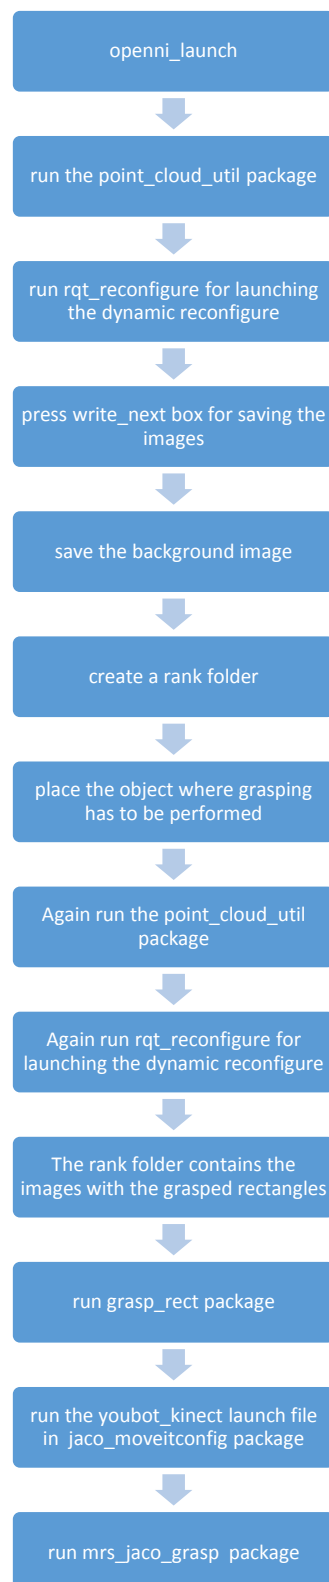 openni_launch
run the point_cloud_util package
run rqt_reconfigure for launching
the dynamic reconfigure
press write_next box for saving the
images
save the background image
create a rank folder
place the object where grasping
has to be performed
Again run the point_cloud_util
package
Again run rqt_reconfigure for
launching the dynamic reconfigure
The rank folder contains the
images with the grasped rectangles
run grasp_rect package
run the youbot_kinect launch file
in jaco_moveitconfig package
run mrs_jaco_grasp package